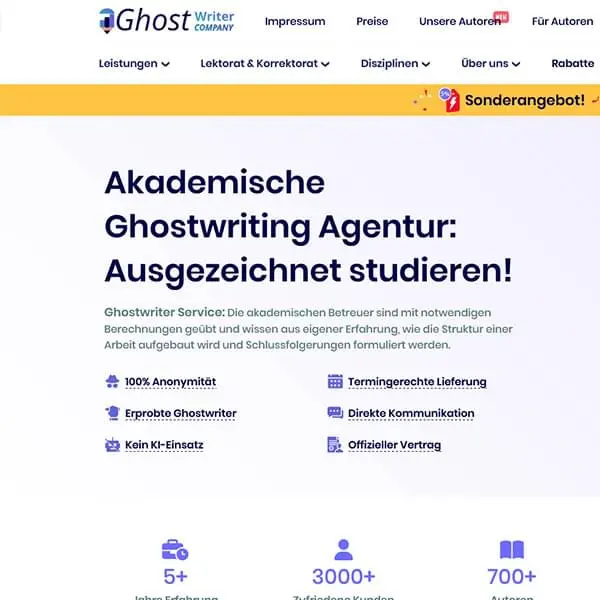 Ghost Writer COMPANY
Impressum Preise Unsere Autoren NEU Für Autoren
Leistungen Lektorat & Korrektorat Disziplinen Über uns Rabatte
5% Sonderangebot!
Akademische
Ghostwriting Agentur:
Ausgezeichnet studieren!
Ghostwriter Service: Die akademischen Betreuer sind mit notwendigen
Berechnungen geübt und wissen aus eigener Erfahrung, wie die Struktur einer
Arbeit aufgebaut wird und Schlussfolgerungen formuliert werden.
100% Anonymität Termingerechte Lieferung
Erprobte Ghostwriter Direkte Kommunikation
Kein KI-Einsatz Offizieller Vertrag
5+ 3000+ 700+
Jahre Erfahrung Zufriedene Kunden Autoren